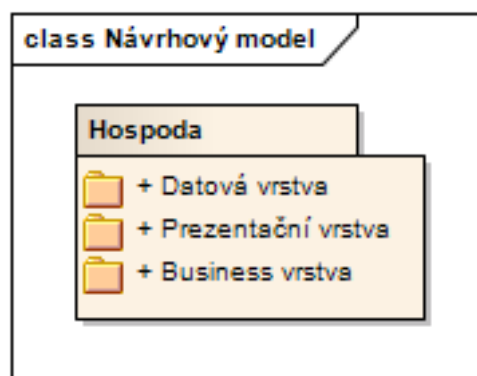 class Návrhový model
Hospoda
+ Datová vrstva
+ Prezentační vrstva
+ Business vrstva